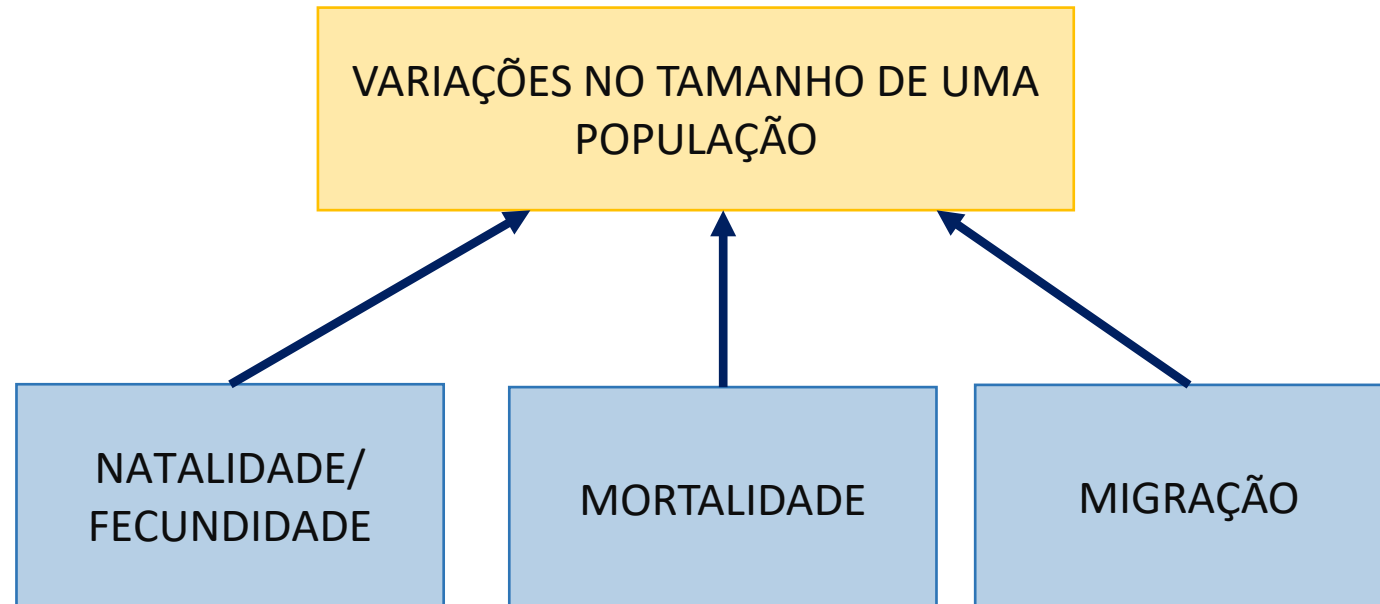 VARIAÇÕES NO TAMANHO DE UMA
POPULAÇÃO
NATALIDADE/
FECUNDIDADE
MORTALIDADE
MIGRAÇÃO